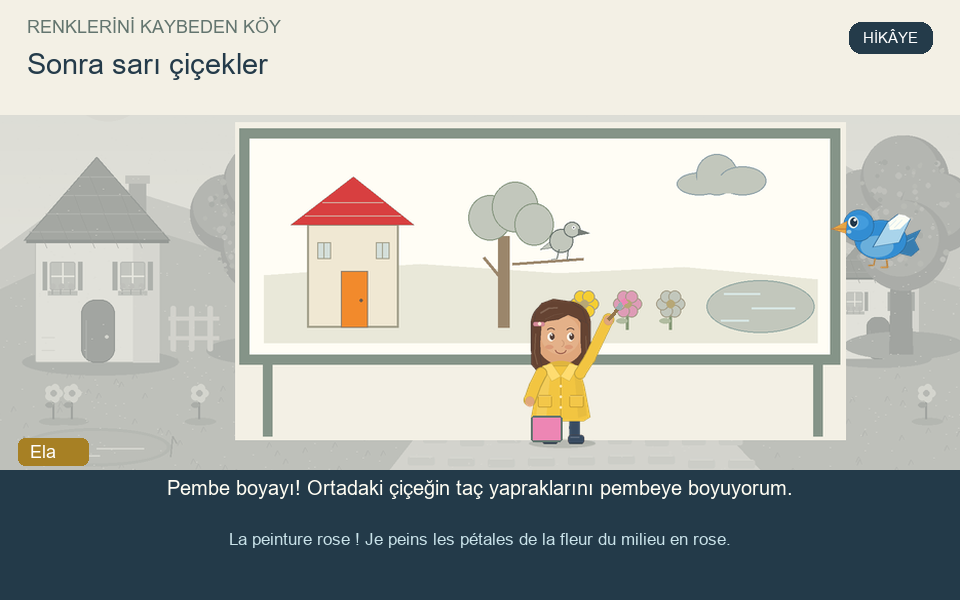 RENKLERİNİ KAYBEDEN KÖY
HİKÂYE
Sonra sarı çiçekler
Ela
Pembe boyayı! Ortadaki çiçeğin taç yapraklarını pembeye boyuyorum.
La peinture rose ! Je peins les pétales de la fleur du milieu en rose.